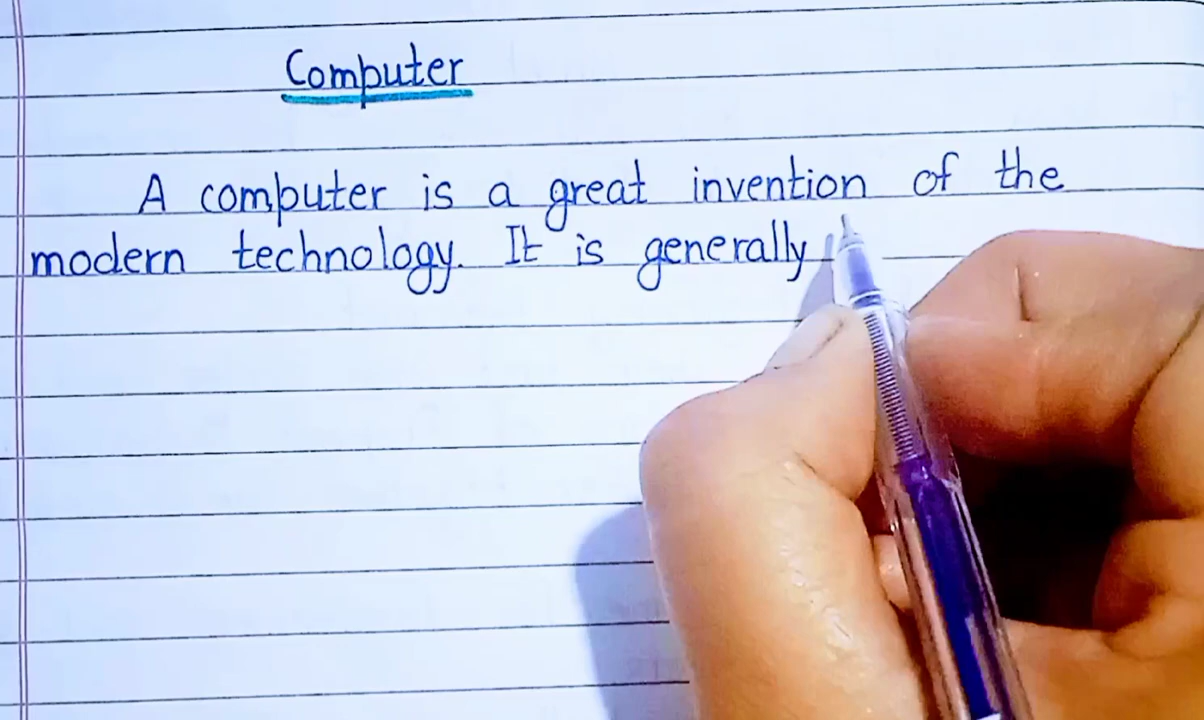 Computer
A computer is a great invention of the
modern technology. It is generally